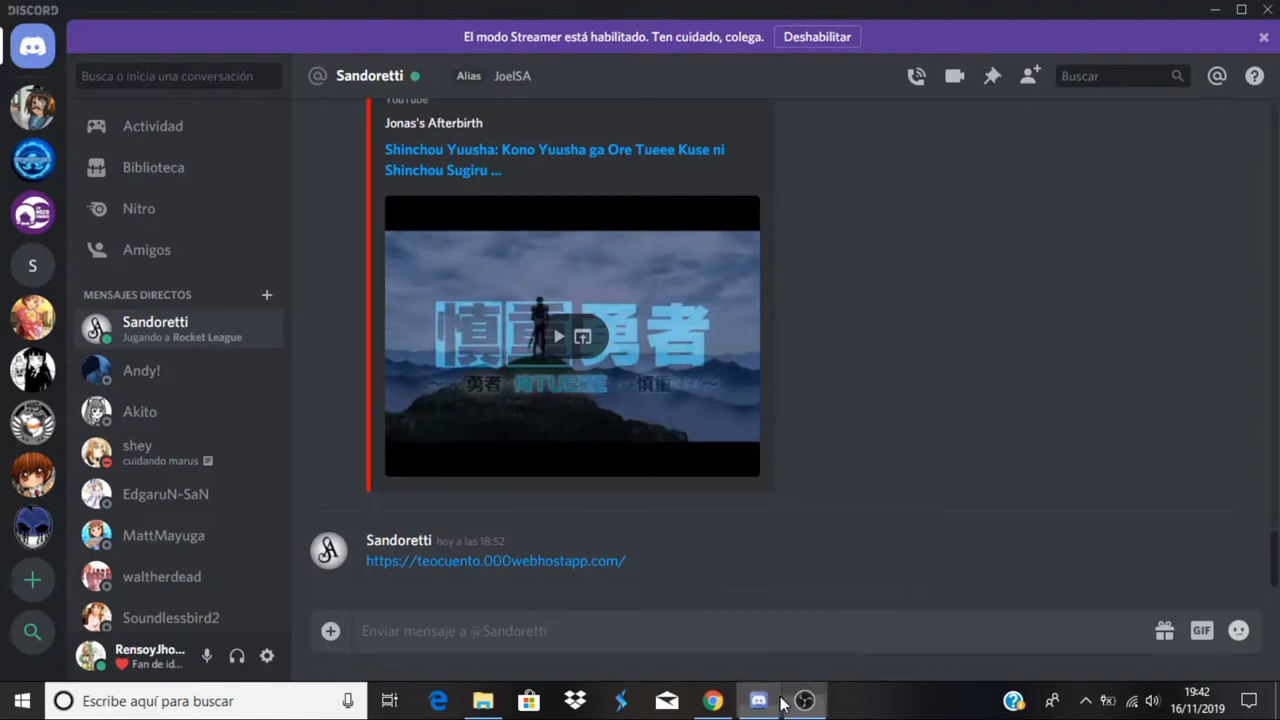 DISCORD
El modo Streamer está habilitado. Ten cuidado, colega.
Deshabilitar
Busca o inicia una conversación
Sandoretti
Alias
JoelSA
Buscar
Actividad
Biblioteca
Nitro
Amigos
MENSAJES DIRECTOS
Sandoretti
Jugando a Rocket League
Andy!
Akito
shey
cuidando marus
EdgaruN-SaN
MattMayuga
waltherdead
Soundlessbird2
S
RensoyJho...
Fan de id...
YouTube
Jonas's Afterbirth
Shinchou Yuusha: Kono Yuusha ga Ore Tueee Kuse ni
Shinchou Sugiru ...
慎重勇者
Sandoretti hoy a las 18:52
https://teocuento.000webhostapp.com/
Enviar mensaje a @Sandoretti
GIF
Escribe aquí para buscar
19:42
16/11/2019